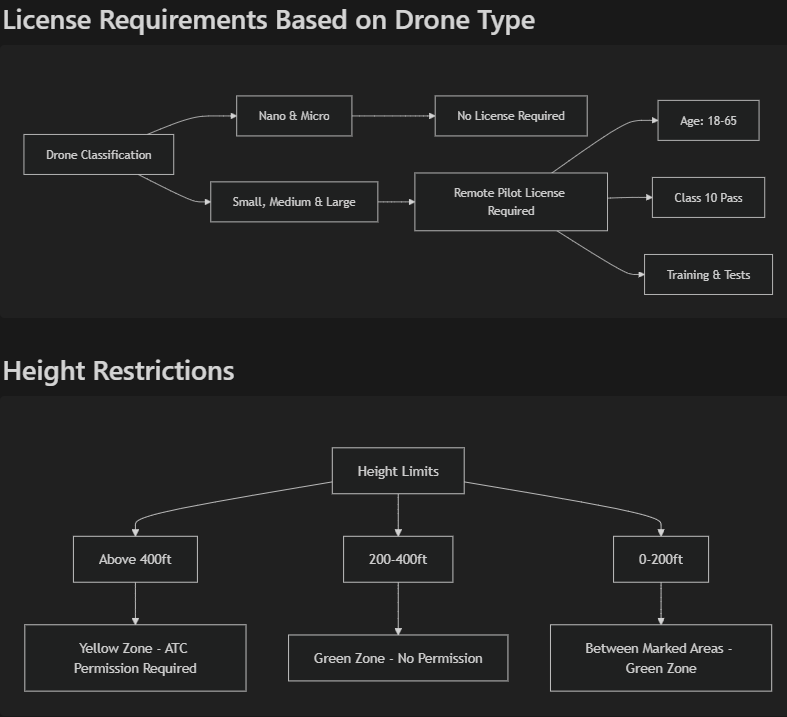 License Requirements Based on Drone Type
Nano & Micro
No License Required
Age: 18-65
Drone Classification
Small, Medium & Large
Remote Pilot License
Required
Class 10 Pass
Training & Tests
Height Restrictions
Height Limits
Above 400ft
200-400ft
0-200ft
Yellow Zone - ATC
Permission Required
Green Zone - No Permission
Between Marked Areas -
Green Zone